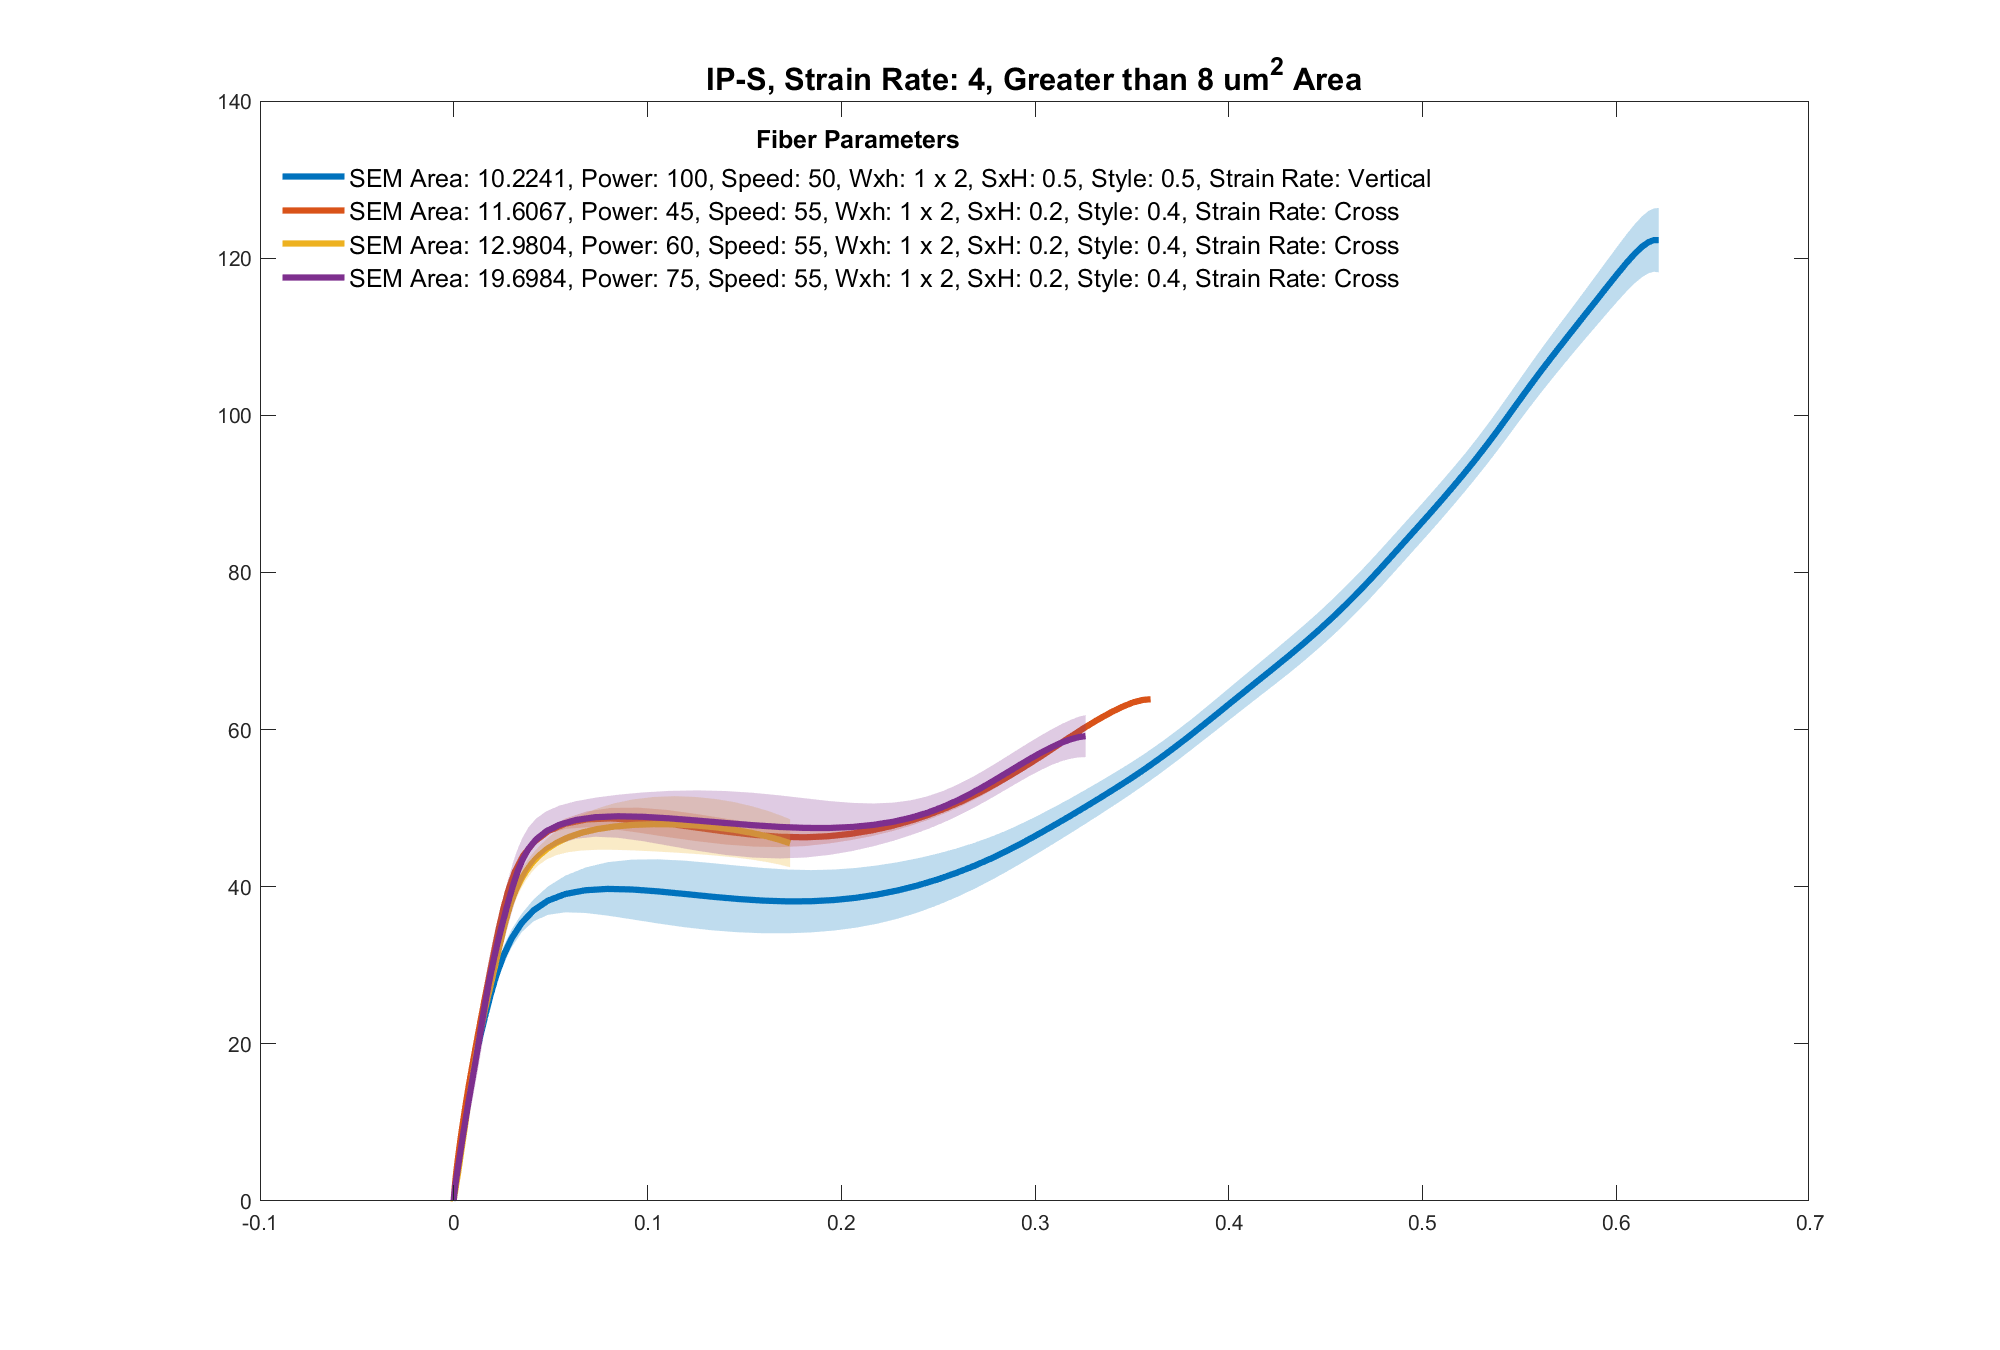 IP-S, Strain Rate: 4, Greater than 8 um² Area
Fiber Parameters
SEM Area: 10.2241, Power: 100, Speed: 50, Wxh: 1 x 2, SxH: 0.5, Style: 0.5, Strain Rate: Vertical
SEM Area: 11.6067, Power: 45, Speed: 55, Wxh: 1 x 2, SxH: 0.2, Style: 0.4, Strain Rate: Cross
SEM Area: 12.9804, Power: 60, Speed: 55, Wxh: 1 x 2, SxH: 0.2, Style: 0.4, Strain Rate: Cross
SEM Area: 19.6984, Power: 75, Speed: 55, Wxh: 1 x 2, SxH: 0.2, Style: 0.4, Strain Rate: Cross
140
120
100
80
60
40
20
0
-0.1 0 0.1 0.2 0.3 0.4 0.5 0.6 0.7